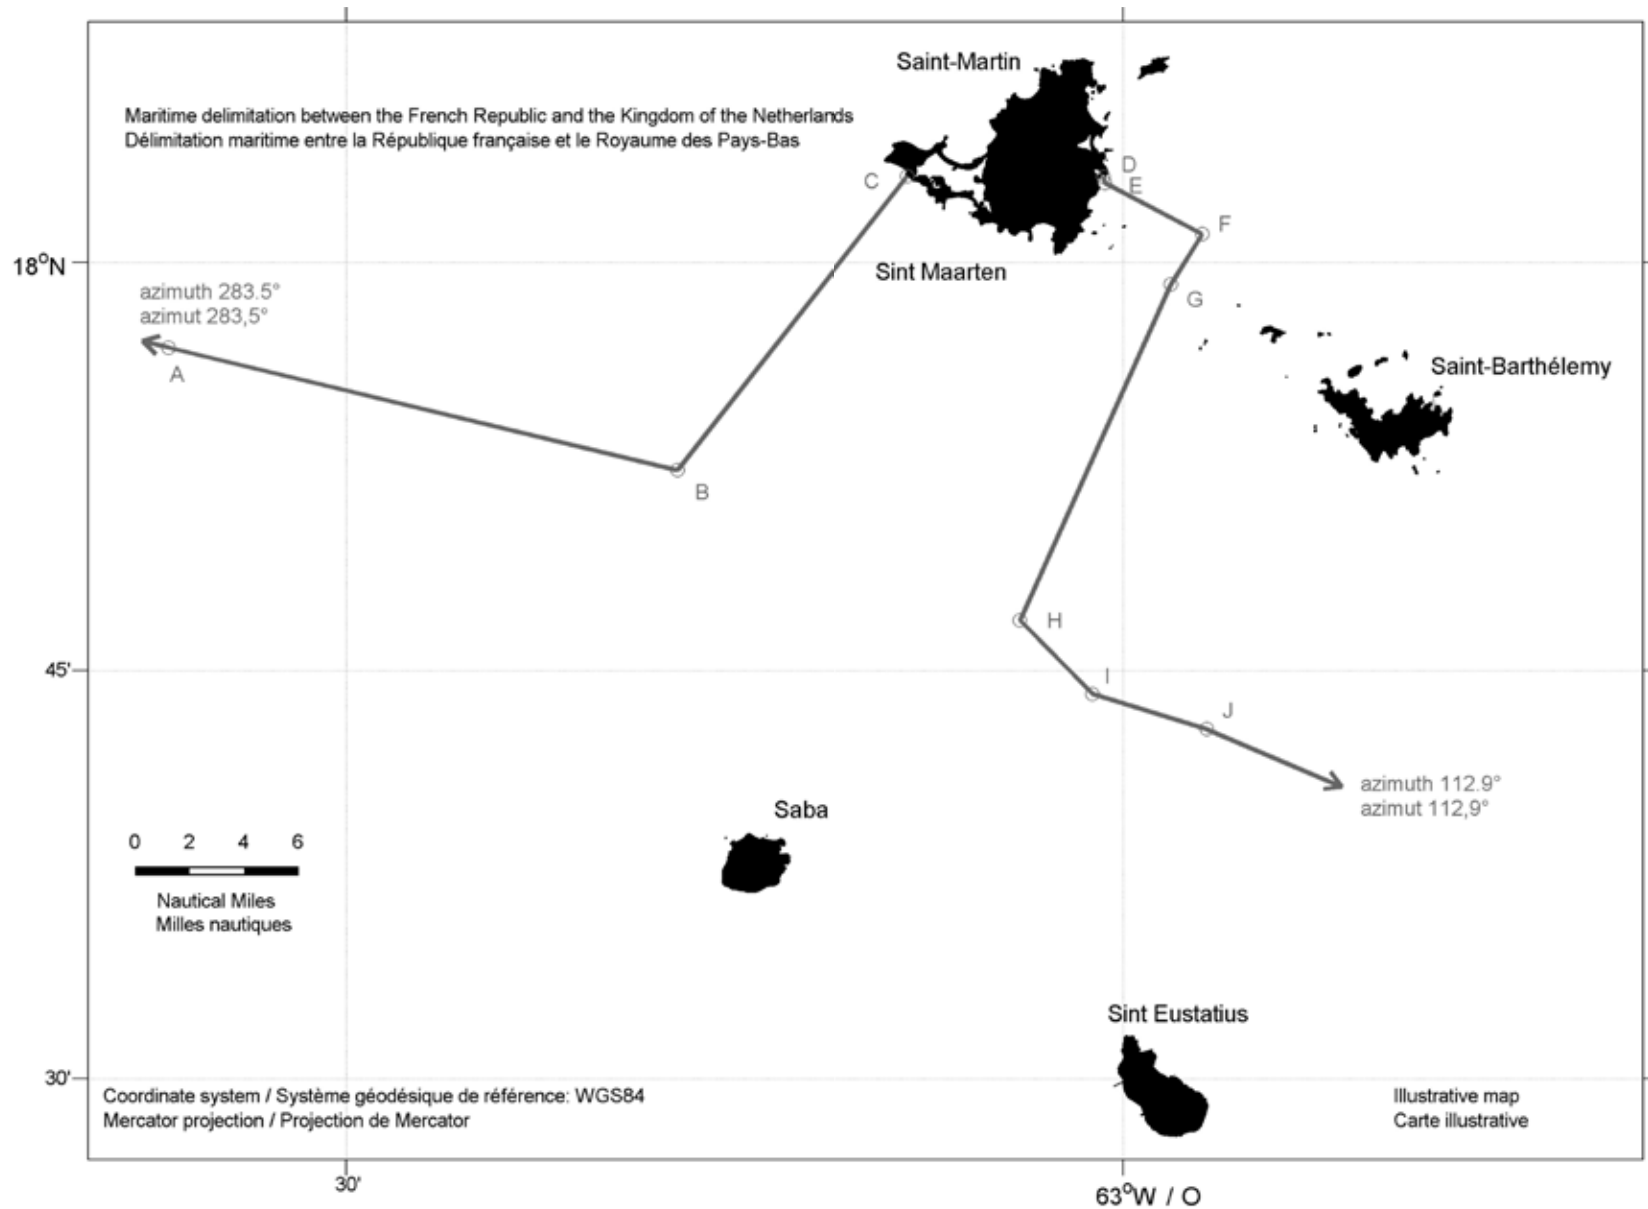 Saint-Martin
Maritime delimitation between the French Republic and the Kingdom of the Netherlands
Délimitation maritime entre la République française et le Royaume des Pays-Bas
C
D
E
F
18°N
Sint Maarten
azimuth 283.5°
azimut 283,5°
G
A
Saint-Barthélemy
B
H
45'
I
J
azimuth 112.9°
azimut 112,9°
Saba
0 2 4 6
Nautical Miles
Milles nautiques
Sint Eustatius
30'
Coordinate system / Système géodésique de référence: WGS84
Mercator projection / Projection de Mercator
Illustrative map
Carte illustrative
30'
63°W / O